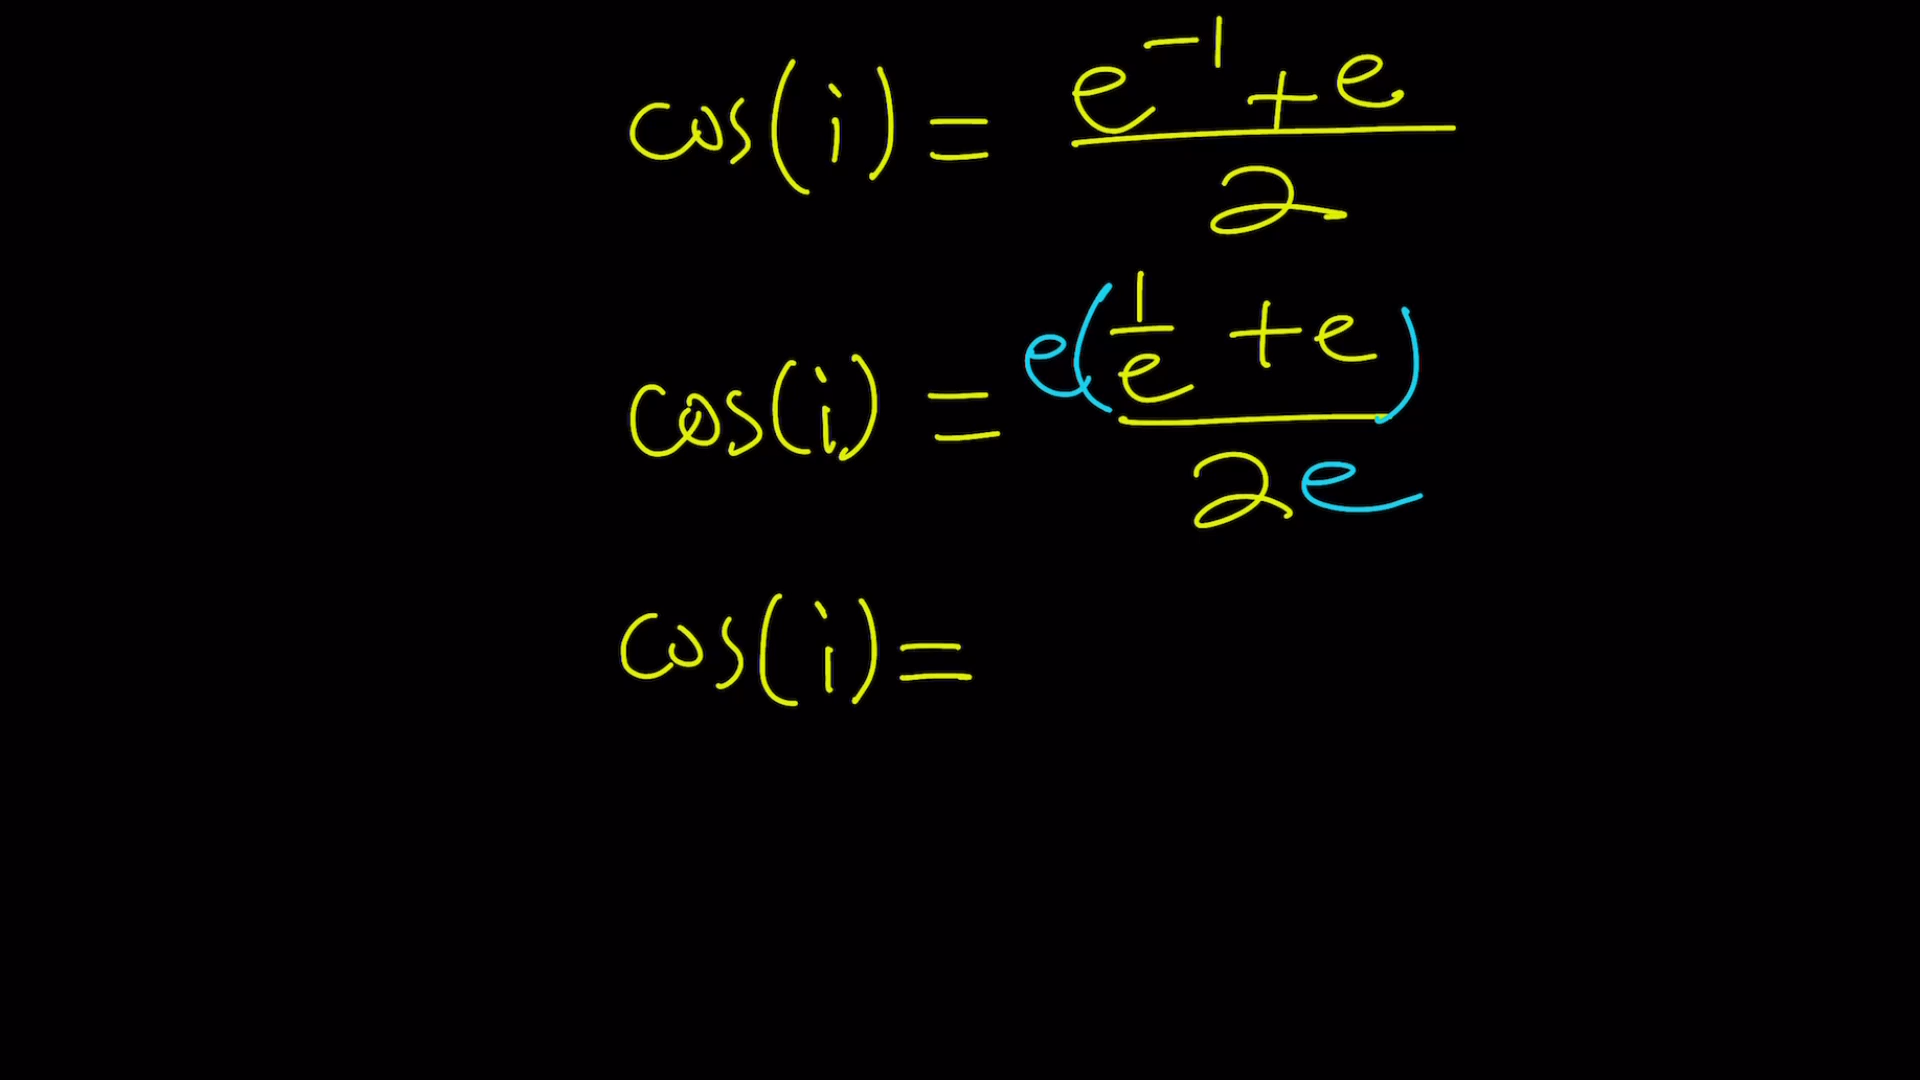 cos(i) = (e^-1 + e)/2
cos(i) = e(1/e + e)/2e
cos(i) =